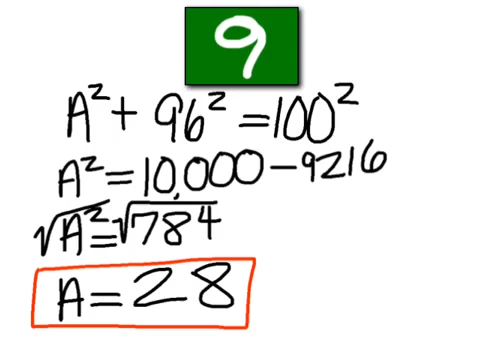 9
A² + 96² = 100²
A² = 10,000 - 9216
√A² = √784
A = 28